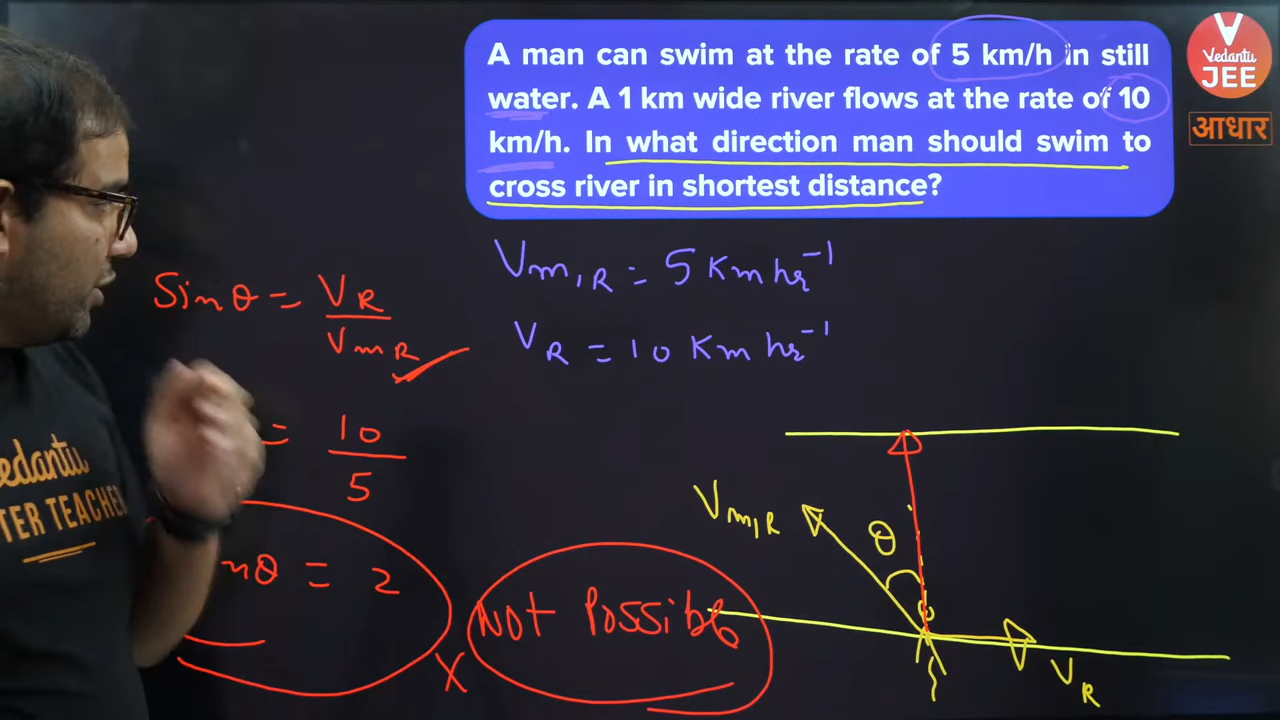 A man can swim at the rate of 5 km/h in still
water. A 1 km wide river flows at the rate of 10
km/h. In what direction man should swim to
cross river in shortest distance?
Vedantu
JEE
आधार
Vm,R = 5 Km hr⁻¹
VR = 10 Km hr⁻¹
Sinθ = VR
VmR
= 10
5
nθ = 2
X
Not Possible
Vm,R
θ
VR
edantu
TER TEACHER